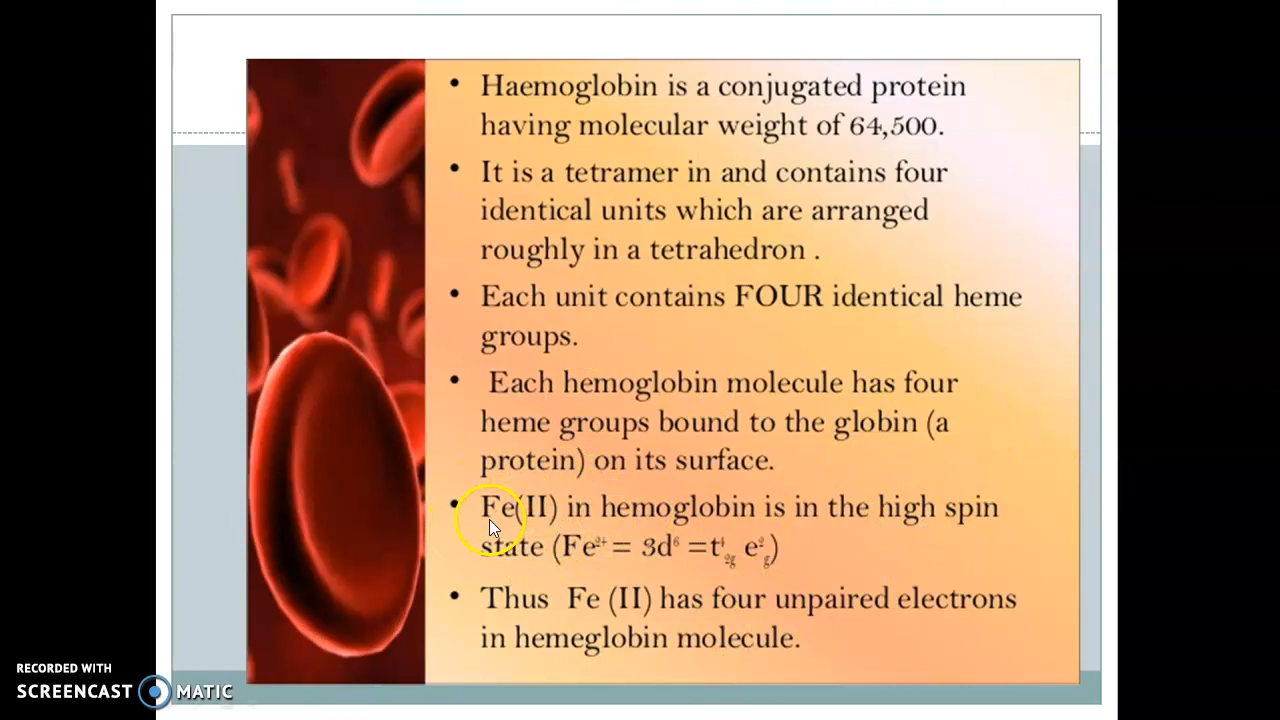 • Haemoglobin is a conjugated protein
having molecular weight of 64,500.
• It is a tetramer in and contains four
identical units which are arranged
roughly in a tetrahedron .
• Each unit contains FOUR identical heme
groups.
• Each hemoglobin molecule has four
heme groups bound to the globin (a
protein) on its surface.
• Fe(II) in hemoglobin is in the high spin
state (Fe²⁺ = 3d⁶ =t⁴₂g e²g)
• Thus Fe (II) has four unpaired electrons
in hemeglobin molecule.
RECORDED WITH
SCREENCAST MATIC